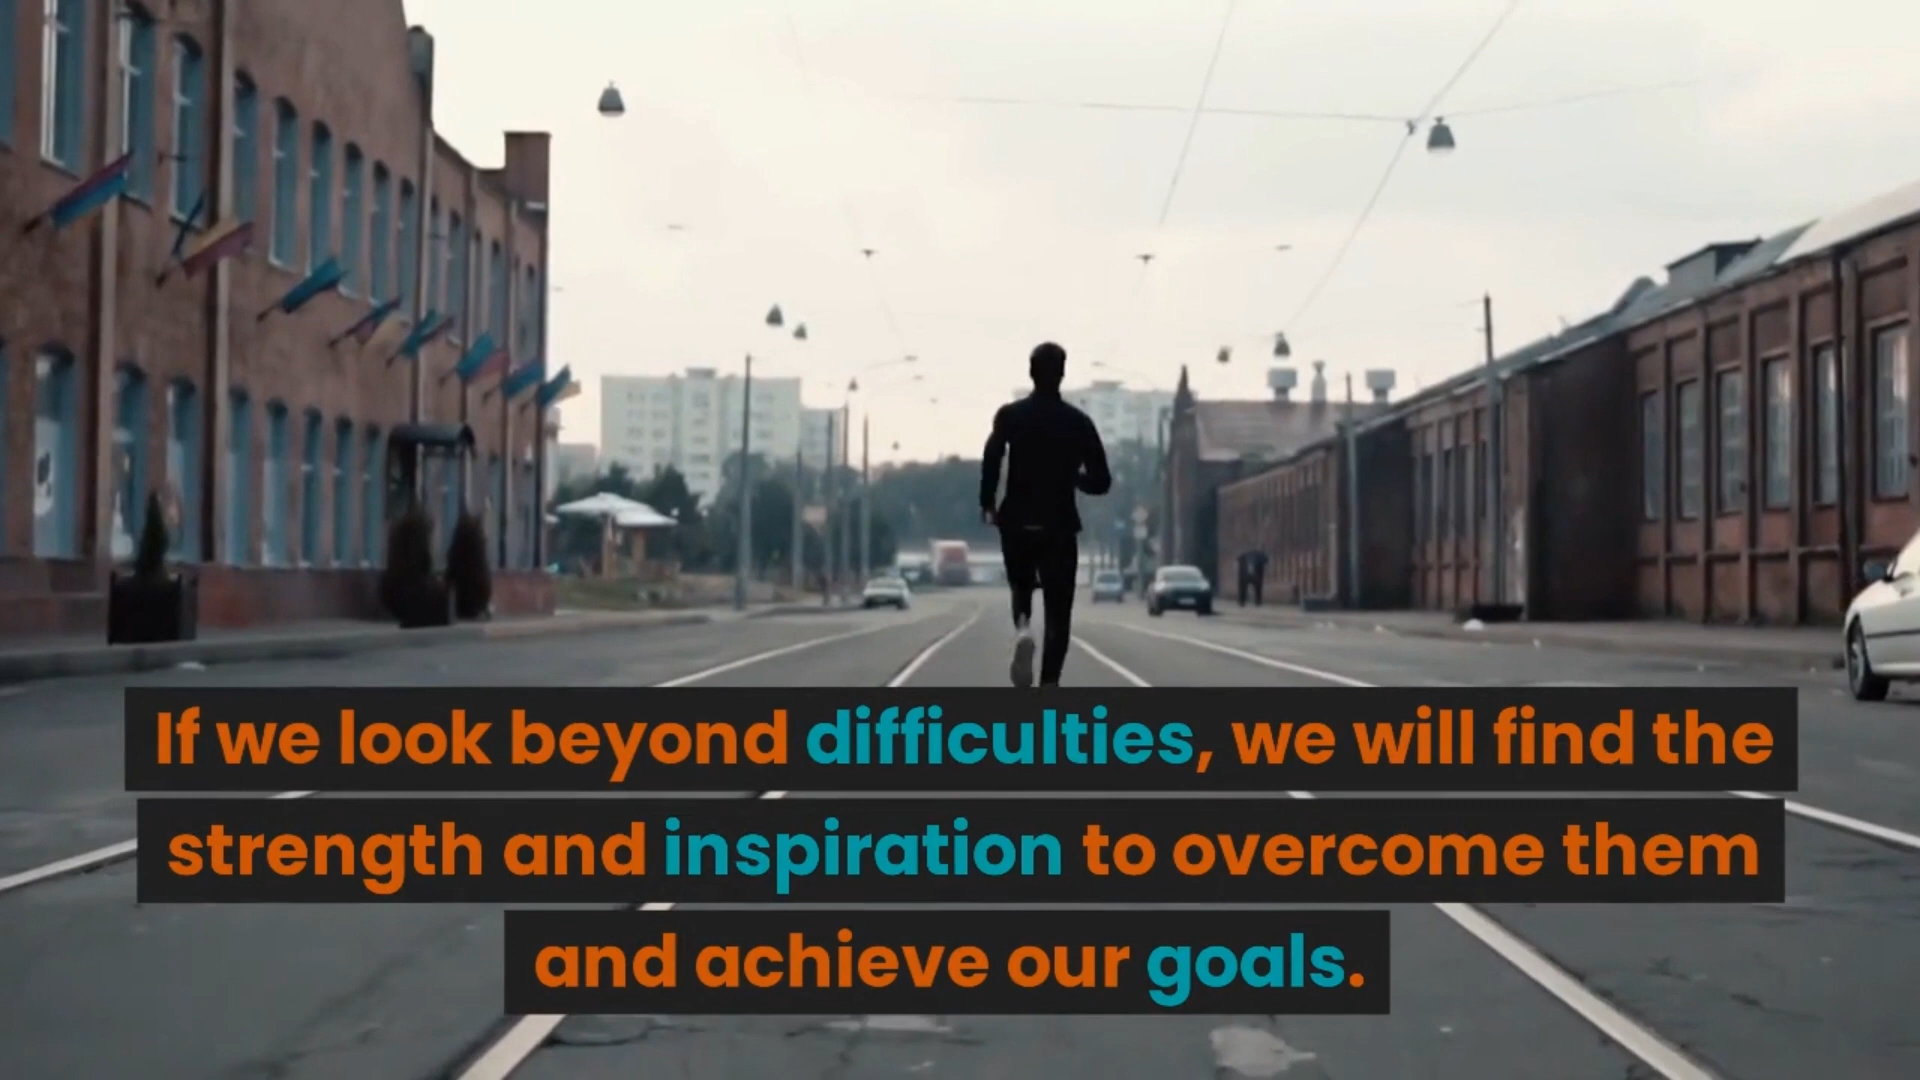 If we look beyond difficulties, we will find the
strength and inspiration to overcome them
and achieve our goals.